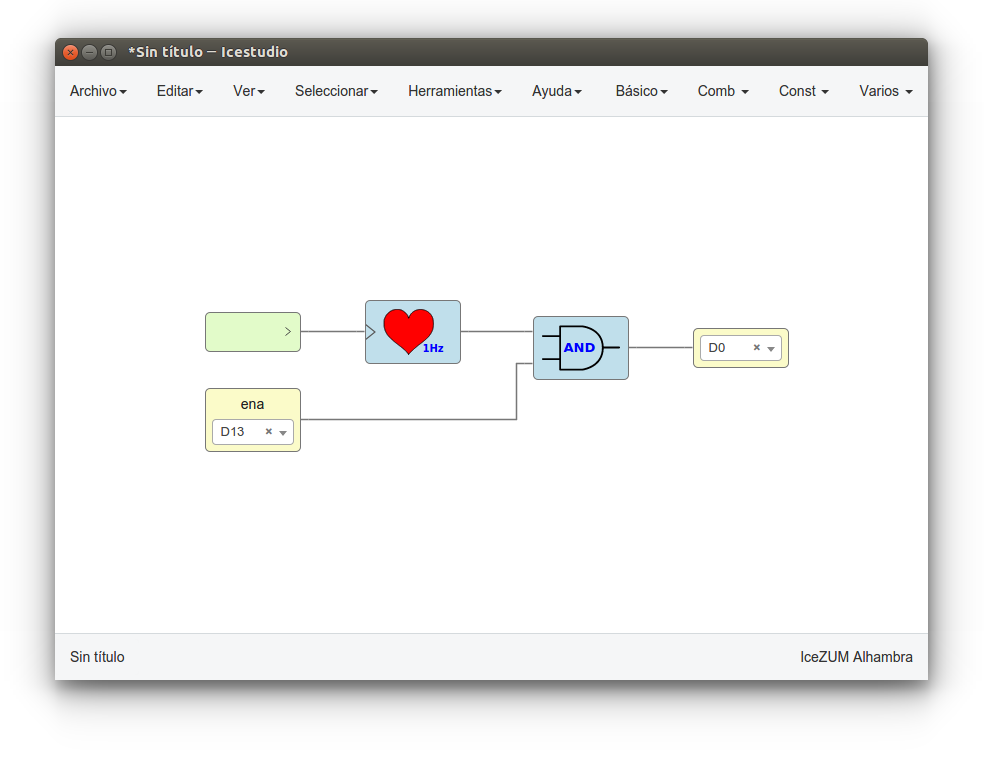 *Sin título — Icestudio
Archivo Editar Ver Seleccionar Herramientas Ayuda Básico Comb Const Varios
1Hz
AND
D0
ena
D13
Sin título IceZUM Alhambra